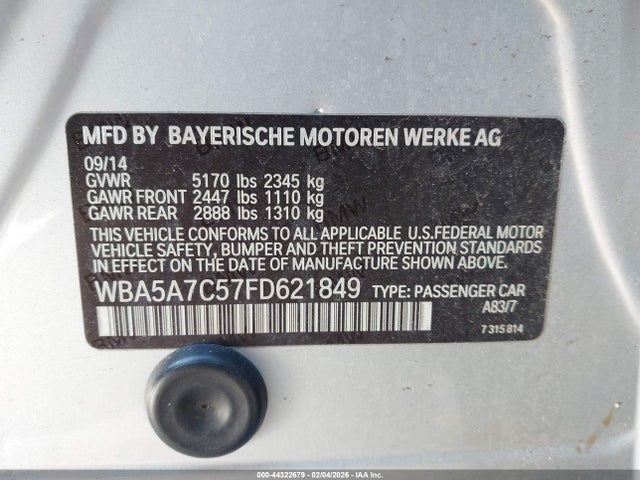 MFD BY BAYERISCHE MOTOREN WERKE AG
09/14
GVWR 5170 lbs 2345 kg
GAWR FRONT 2447 lbs 1110 kg
GAWR REAR 2888 lbs 1310 kg
THIS VEHICLE CONFORMS TO ALL APPLICABLE U.S.FEDERAL MOTOR
VEHICLE SAFETY, BUMPER AND THEFT PREVENTION STANDARDS
IN EFFECT ON THE DATE OF MANUFACTURE SHOWN ABOVE.
WBA5A7C57FD621849 TYPE: PASSENGER CAR
A83/7
7 315 814
000-44322679 - 02/04/2026 - IAA Inc.